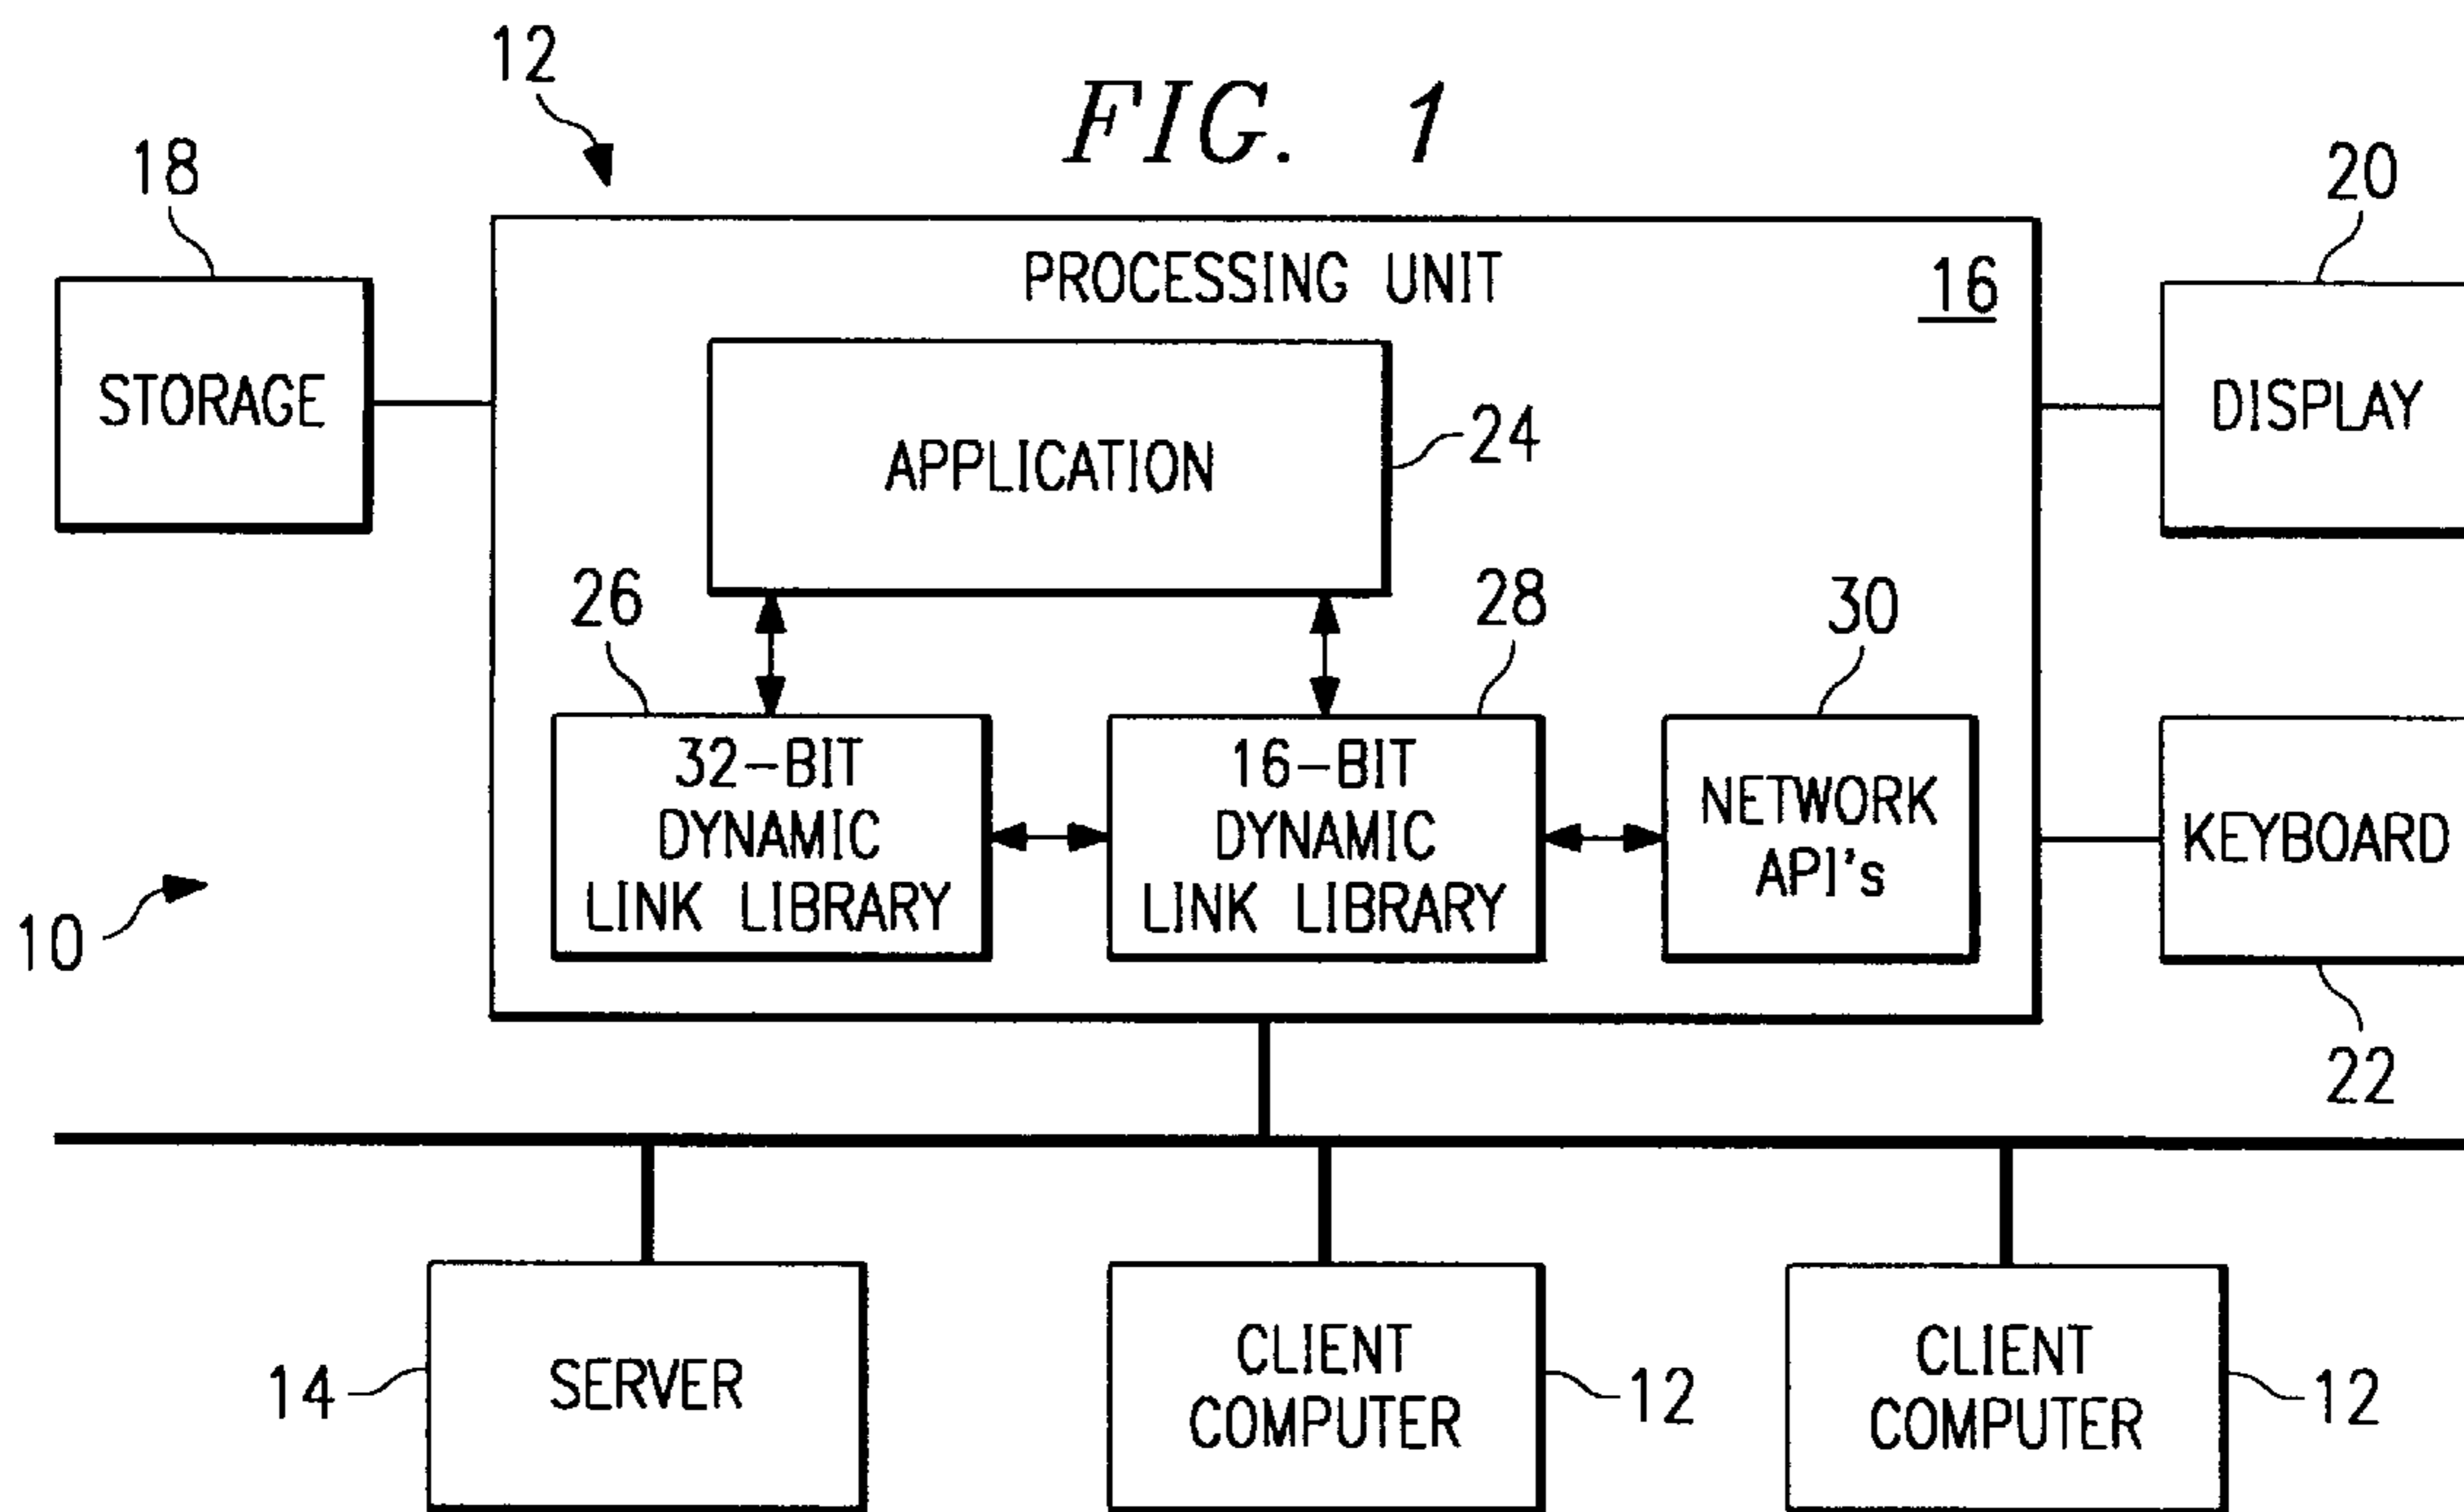 12
FIG. 1
18
20
PROCESSING UNIT
16
STORAGE
DISPLAY
APPLICATION
24
26
28
30
32-BIT
DYNAMIC
LINK LIBRARY
16-BIT
DYNAMIC
LINK LIBRARY
NETWORK
API's
KEYBOARD
10
22
14
SERVER
CLIENT
COMPUTER
12
CLIENT
COMPUTER
12